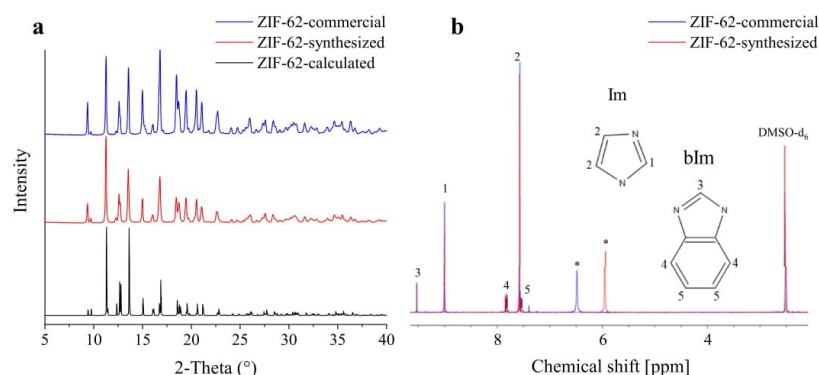 a
ZIF-62-commercial
ZIF-62-synthesized
ZIF-62-calculated
Intensity
5 10 15 20 25 30 35 40
2-Theta (°)
b
ZIF-62-commercial
ZIF-62-synthesized
2
Im
2 N
2 1
N
bIm
3
N N
4 4
5 5
DMSO-d6
1
3
4
5
*
*
8 6 4
Chemical shift [ppm]